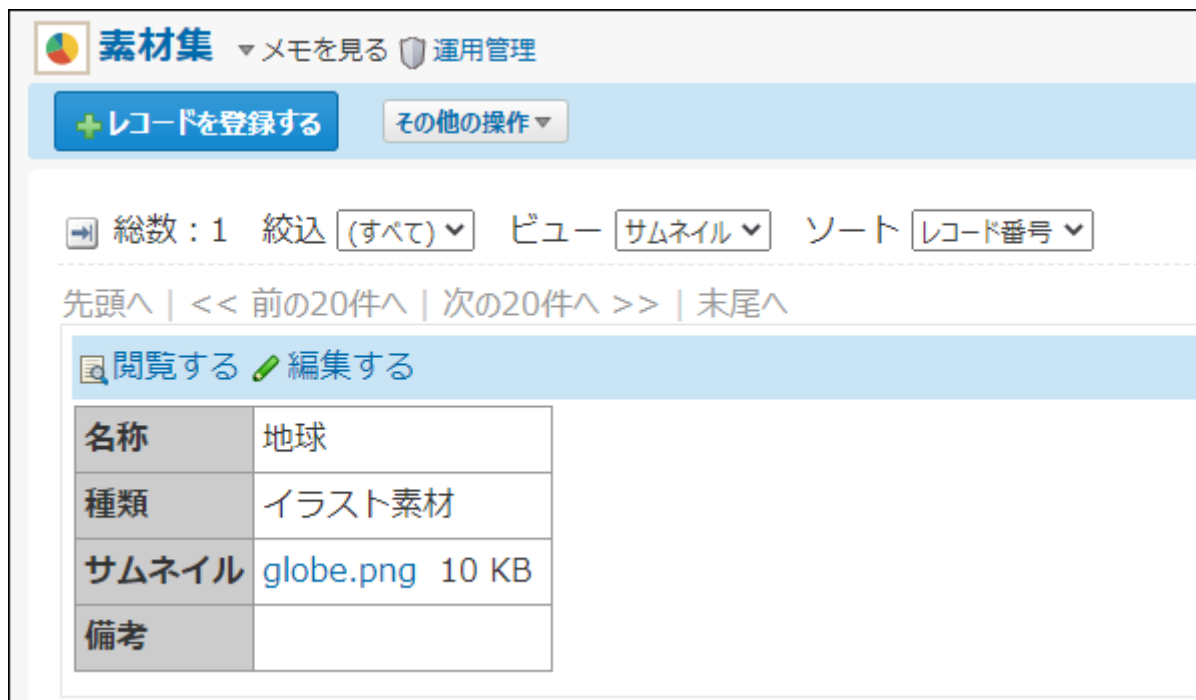 素材集 ▼メモを見る 運用管理
レコードを登録する その他の操作▼
総数：1 絞込 (すべて) ビュー サムネイル ソート レコード番号
先頭へ | << 前の20件へ | 次の20件へ >> | 末尾へ
閲覧する 編集する
名称 地球
種類 イラスト素材
サムネイル globe.png 10 KB
備考